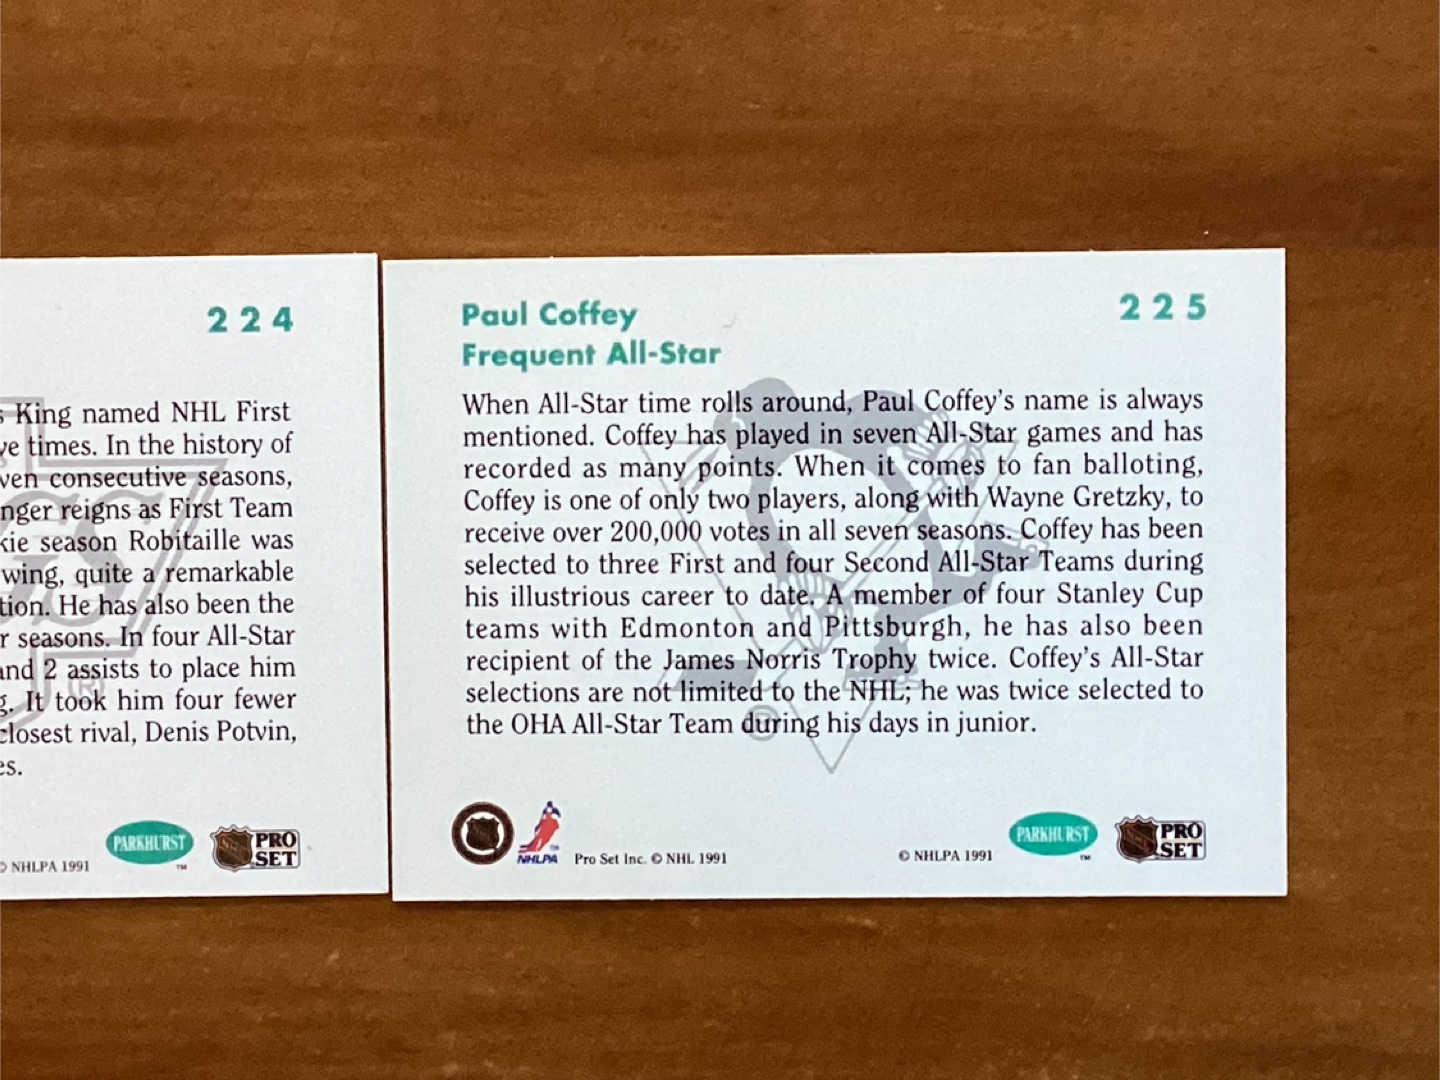 224
King named NHL First
times. In the history of
consecutive seasons,
reigns as First Team
season Robitaille was
wing, quite a remarkable
He has also been the
seasons. In four All-Star
and 2 assists to place him
It took him four fewer
closest rival, Denis Potvin,
© NHLPA 1991
PARKHURST
TM
PRO
SET
Paul Coffey
225
Frequent All-Star
When All-Star time rolls around, Paul Coffey's name is always
mentioned. Coffey has played in seven All-Star games and has
recorded as many points. When it comes to fan balloting,
Coffey is one of only two players, along with Wayne Gretzky, to
receive over 200,000 votes in all seven seasons. Coffey has been
selected to three First and four Second All-Star Teams during
his illustrious career to date. A member of four Stanley Cup
teams with Edmonton and Pittsburgh, he has also been
recipient of the James Norris Trophy twice. Coffey's All-Star
selections are not limited to the NHL; he was twice selected to
the OHA All-Star Team during his days in junior.
NHLPA
Pro Set Inc. © NHL 1991
© NHLPA 1991
PARKHURST
TM
PRO
SET